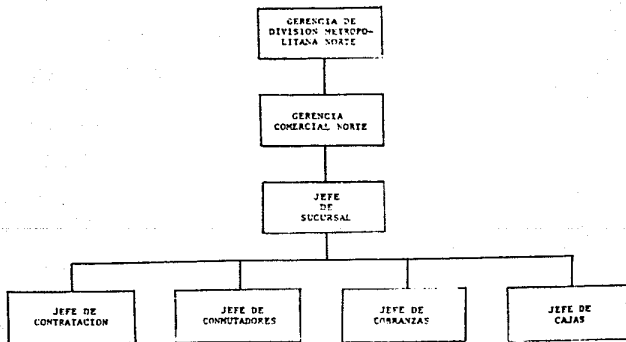 GERENCIA DE
DIVISION METROPO-
LITANA NORTE
GERENCIA
COMERCIAL NORTE
JEFE
DE
SUCURSAL
JEFE DE
CONTRATACION
JEFE DE
CONMUTADORES
JEFE DE
COBRANZAS
JEFE DE
CAJAS